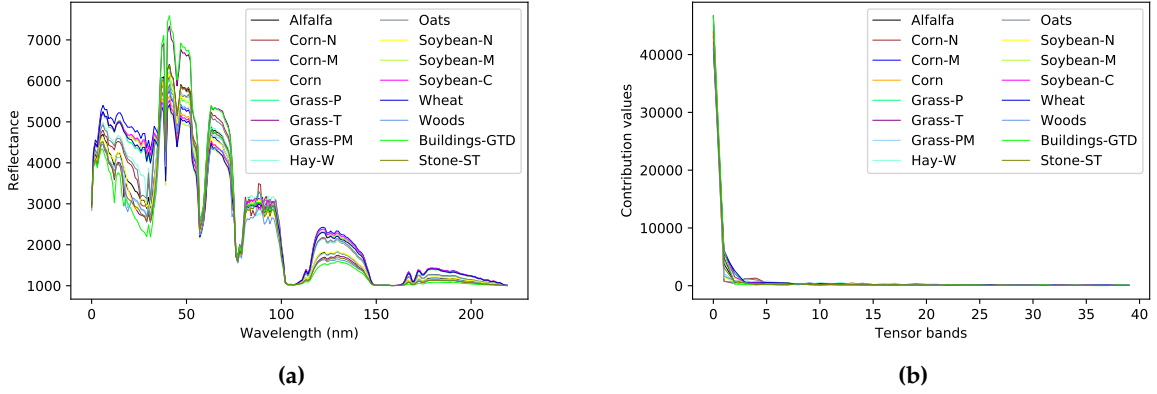 7000
6000
5000
4000
3000
2000
1000
Reflectance
0
50
100
150
200
Wavelength (nm)
Alfalfa
Corn-N
Corn-M
Corn
Grass-P
Grass-T
Grass-PM
Hay-W
Oats
Soybean-N
Soybean-M
Soybean-C
Wheat
Woods
Buildings-GTD
Stone-ST
(a)
40000
30000
20000
10000
0
Contribution values
0
5
10
15
20
25
30
35
40
Tensor bands
Alfalfa
Corn-N
Corn-M
Corn
Grass-P
Grass-T
Grass-PM
Hay-W
Oats
Soybean-N
Soybean-M
Soybean-C
Wheat
Woods
Buildings-GTD
Stone-ST
(b)